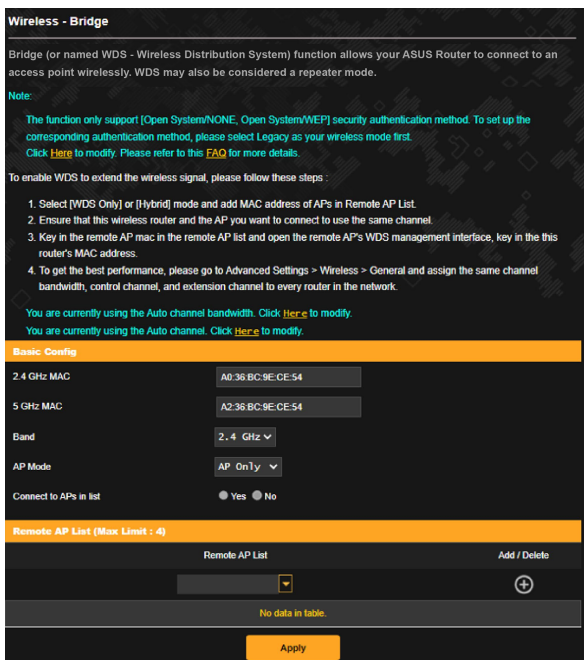 Wireless - Bridge
Bridge (or named WDS - Wireless Distribution System) function allows your ASUS Router to connect to an
access point wirelessly. WDS may also be considered a repeater mode.
Note:
The function only support [Open System/NONE, Open System/WEP] security authentication method. To set up the
corresponding authentication method, please select Legacy as your wireless mode first.
Click Here to modify. Please refer to this FAQ for more details.
To enable WDS to extend the wireless signal, please follow these steps :
1. Select [WDS Only] or [Hybrid] mode and add MAC address of APs in Remote AP List.
2. Ensure that this wireless router and the AP you want to connect to use the same channel.
3. Key in the remote AP mac in the remote AP list and open the remote AP's WDS management interface, key in the this
router's MAC address.
4. To get the best performance, please go to Advanced Settings > Wireless > General and assign the same channel
bandwidth, control channel, and extension channel to every router in the network.
You are currently using the Auto channel bandwidth. Click Here to modify.
You are currently using the Auto channel. Click Here to modify.
Basic Config
2.4 GHz MAC A0:36:BC:9E:CE:54
5 GHz MAC A2:36:BC:9E:CE:54
Band 2.4 GHz
AP Mode AP Only
Connect to APs in list Yes No
Remote AP List (Max Limit : 4)
Remote AP List Add / Delete
No data in table.
Apply